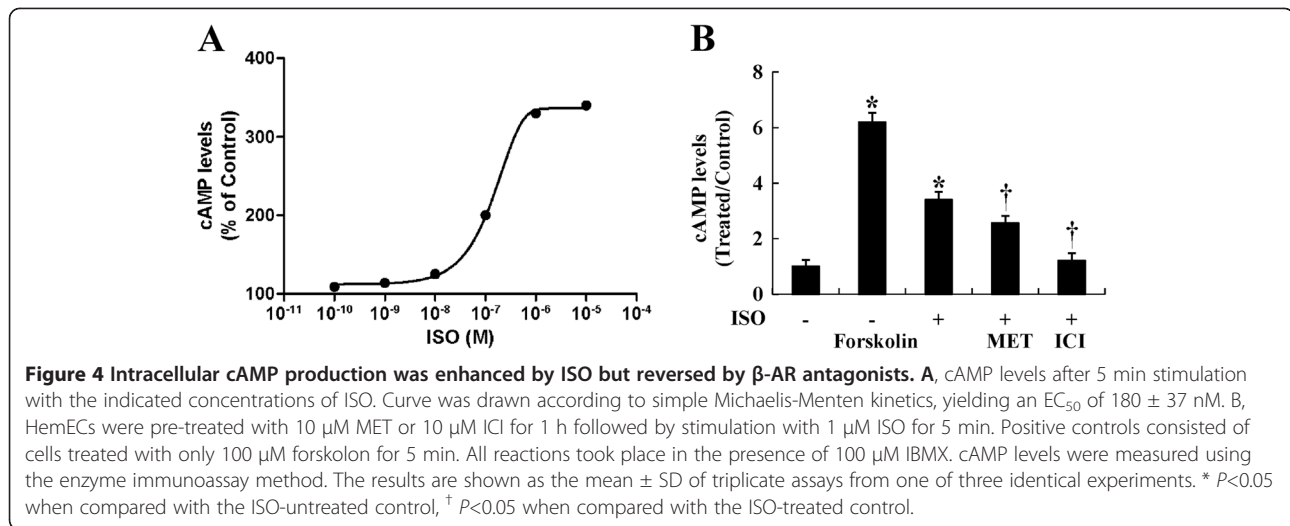 A
cAMP levels
(% of Control)
400
300
200
100
10⁻¹¹ 10⁻¹⁰ 10⁻⁹ 10⁻⁸ 10⁻⁷ 10⁻⁶ 10⁻⁵ 10⁻⁴
ISO (M)
B
cAMP levels
(Treated/Control)
8
6
4
2
0
* * † †
ISO - - + + +
Forskolin MET ICI
Figure 4 Intracellular cAMP production was enhanced by ISO but reversed by β-AR antagonists. A, cAMP levels after 5 min stimulation
with the indicated concentrations of ISO. Curve was drawn according to simple Michaelis-Menten kinetics, yielding an EC₅₀ of 180 ± 37 nM. B,
HemECs were pre-treated with 10 μM MET or 10 μM ICI for 1 h followed by stimulation with 1 μM ISO for 5 min. Positive controls consisted of
cells treated with only 100 μM forskolon for 5 min. All reactions took place in the presence of 100 μM IBMX. cAMP levels were measured using
the enzyme immunoassay method. The results are shown as the mean ± SD of triplicate assays from one of three identical experiments. * P<0.05
when compared with the ISO-untreated control, † P<0.05 when compared with the ISO-treated control.